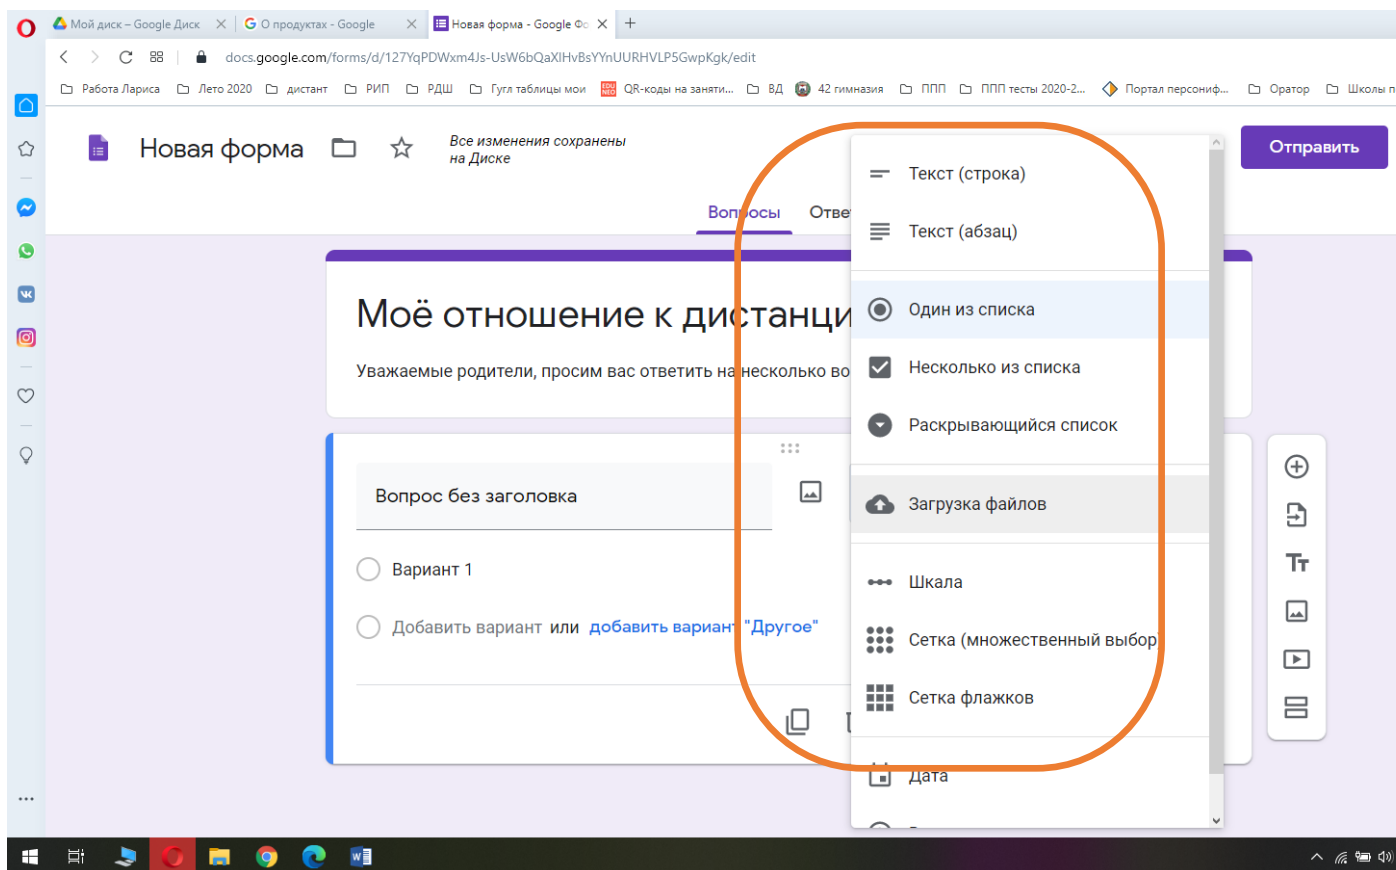 Мой диск – Google Диск
О продуктах - Google
Новая форма - Google Фо
docs.google.com/forms/d/127YqPDWxm4Js-UsW6bQaXlHvBsYYnUURHVLP5GwpKgk/edit
Работа Лариса
Лето 2020
дистант
РИП
РДШ
Гугл таблицы мои
EDU NEO
QR-коды на заняти...
ВД
42 гимназия
ППП
ППП тесты 2020-2...
Портал персониф...
Оратор
Школы п
Новая форма
Все изменения сохранены
на Диске
Отправить
Вопросы
Отве
Моё отношение к дистанци
Уважаемые родители, просим вас ответить на несколько во
Вопрос без заголовка
Вариант 1
Добавить вариант или добавить вариант "Другое"
Текст (строка)
Текст (абзац)
Один из списка
Несколько из списка
Раскрывающийся список
Загрузка файлов
Шкала
Сетка (множественный выбор)
Сетка флажков
Дата
Тт